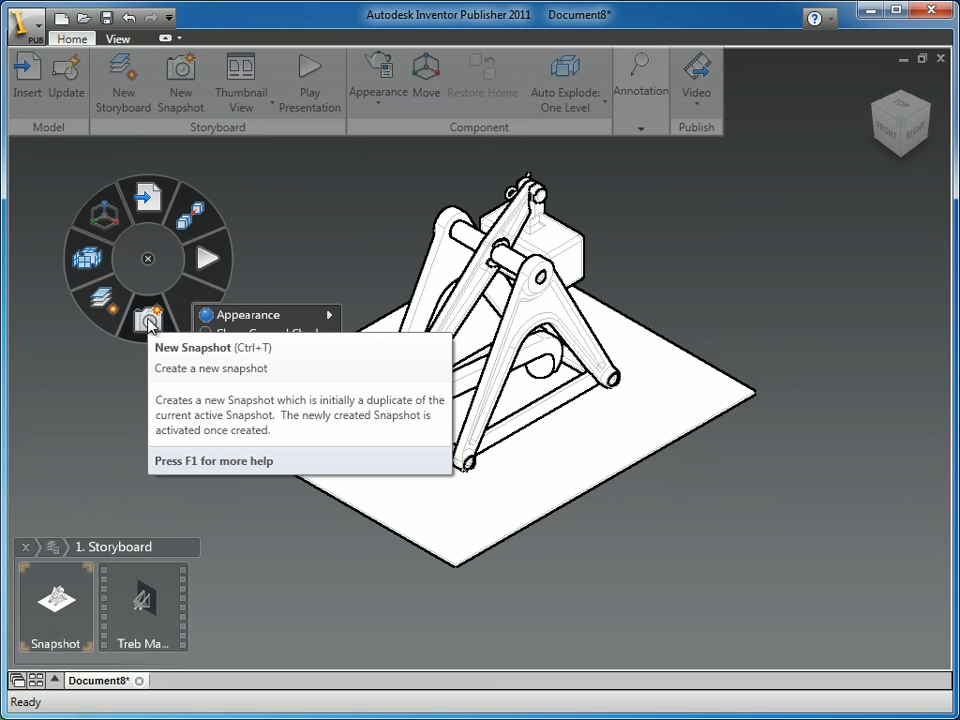 Autodesk Inventor Publisher 2011 Document8*
PUB
Home View
Insert Update New Storyboard New Snapshot Thumbnail View Play Presentation Appearance Move Restore Home Auto Explode: One Level Annotation Video
Model Storyboard Component Publish
TOP
FRONT RIGHT
Appearance
New Snapshot (Ctrl+T)
Create a new snapshot
Creates a new Snapshot which is initially a duplicate of the
current active Snapshot. The newly created Snapshot is
activated once created.
Press F1 for more help
1. Storyboard
Snapshot Treb Ma...
Document8*
Ready